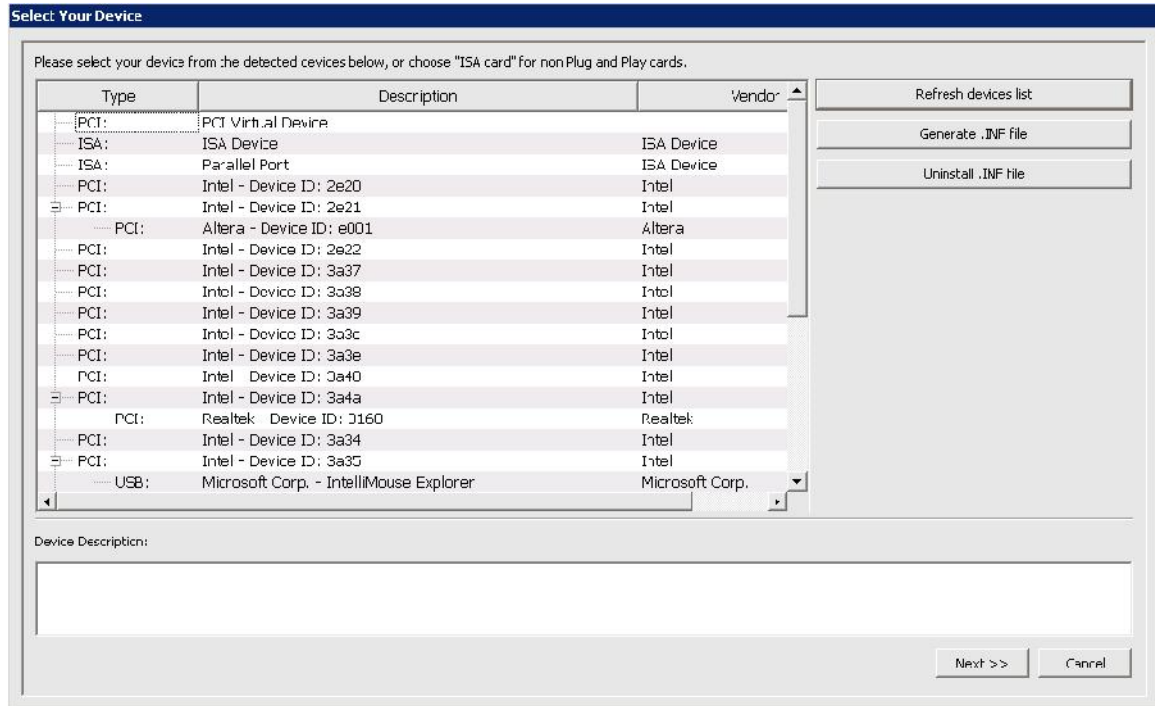 Select Your Device
Please select your device from the detected devices below, or choose "ISA card" for non Plug and Play cards.
Type Description Vendor
PCI: PCI Virtual Device
ISA: ISA Device ISA Device
ISA: Parallel Port ISA Device
PCI: Intel - Device ID: 2e20 Intel
PCI: Intel - Device ID: 2e21 Intel
PCI: Altera - Device ID: e001 Altera
PCI: Intel - Device ID: 2e22 Intel
PCI: Intel - Device ID: 3a37 Intel
PCI: Intel - Device ID: 3a38 Intel
PCI: Intel - Device ID: 3a39 Intel
PCI: Intel - Device ID: 3a3c Intel
PCI: Intel - Device ID: 3a3e Intel
PCI: Intel - Device ID: 3a40 Intel
PCI: Intel - Device ID: 3a4a Intel
PCI: Realtek - Device ID: 8168 Realtek
PCI: Intel - Device ID: 3a34 Intel
PCI: Intel - Device ID: 3a35 Intel
USB: Microsoft Corp. - IntelliMouse Explorer Microsoft Corp.
Refresh devices list
Generate .INF file
Uninstall .INF file
Device Description:
Next >> Cancel